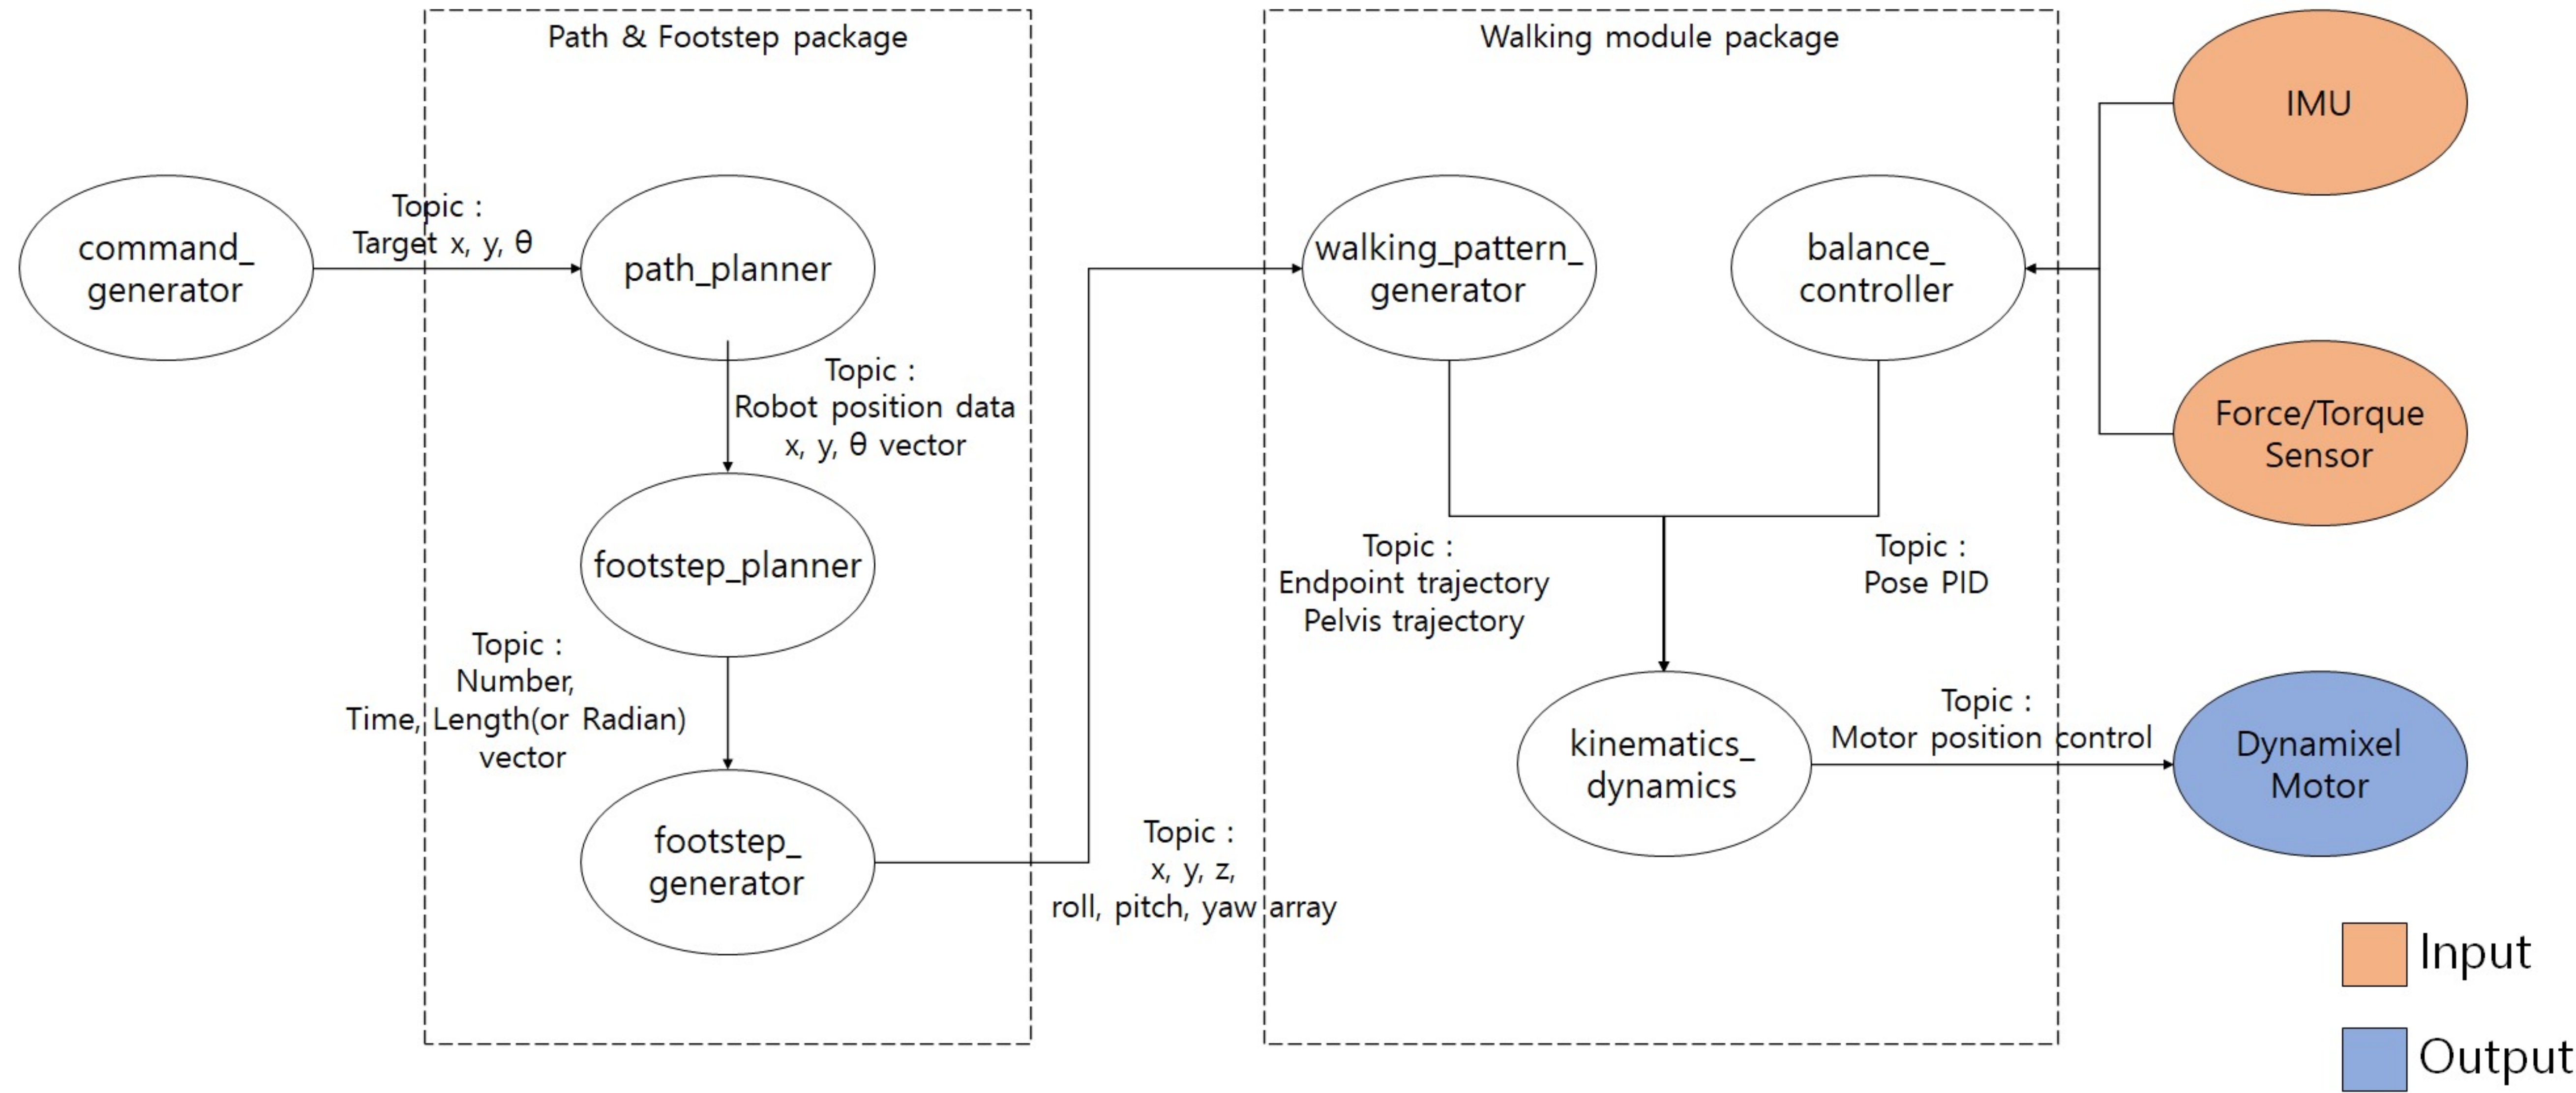 Path & Footstep package
Walking module package
IMU
command_
generator
Topic :
Target x, y, θ
path_planner
walking_pattern_
generator
balance_
controller
Topic :
Robot position data
x, y, θ vector
Force/Torque
Sensor
footstep_planner
Topic :
Endpoint trajectory
Pelvis trajectory
Topic :
Pose PID
Topic :
Number,
Time, Length(or Radian)
vector
kinematics_
dynamics
Topic :
Motor position control
Dynamixel
Motor
footstep_
generator
Topic :
x, y, z,
roll, pitch, yaw array
Input
Output